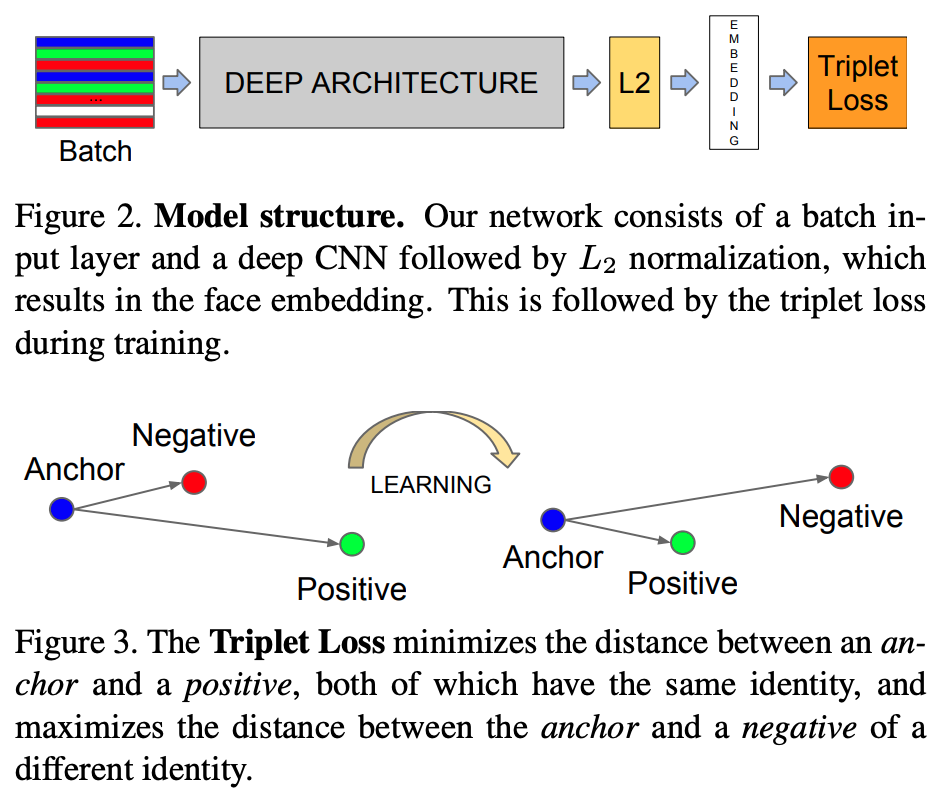 DEEP ARCHITECTURE
L2
EMBEDDING
Triplet
Loss
...
Batch
Figure 2. Model structure. Our network consists of a batch in-
put layer and a deep CNN followed by L2 normalization, which
results in the face embedding. This is followed by the triplet loss
during training.
Negative
Anchor
Positive
LEARNING
Anchor
Positive
Negative
Figure 3. The Triplet Loss minimizes the distance between an an-
chor and a positive, both of which have the same identity, and
maximizes the distance between the anchor and a negative of a
different identity.